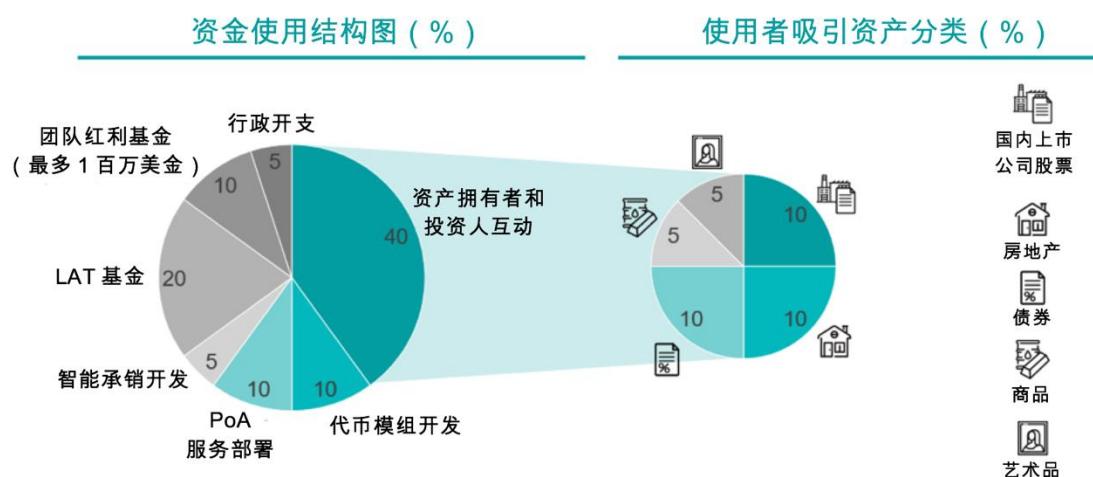 资金使用结构图（%）
使用者吸引资产分类（%）
团队红利基金
（最多1百万美金）
行政开支
5
10
资产拥有者和
投资人互动
40
LAT 基金
20
智能承销开发
5
PoA
服务部署
10
10
代币模组开发
5
10
5
10
10
%
国内上市
公司股票
房地产
%
债券
商品
艺术品